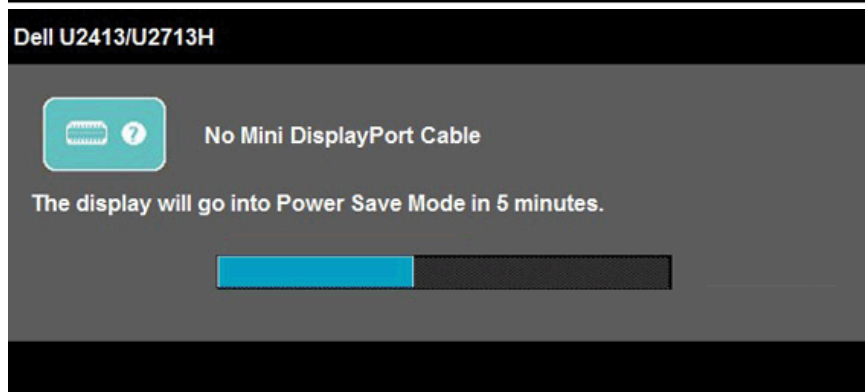 Dell U2413/U2713H
?
No Mini DisplayPort Cable
The display will go into Power Save Mode in 5 minutes.